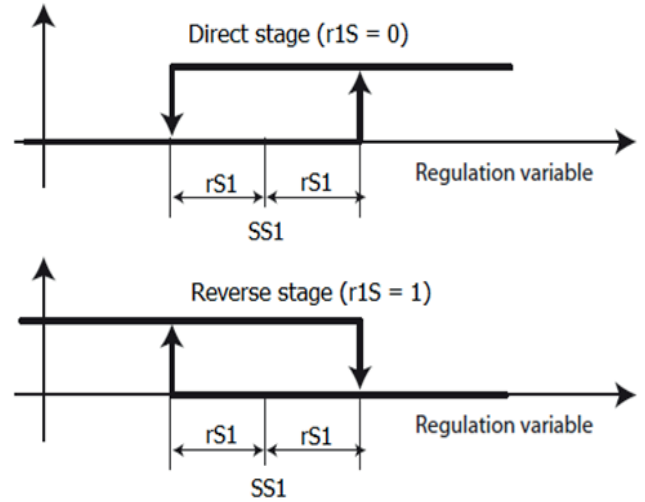 Direct stage (r1S = 0)
Regulation variable
rS1 rS1
SS1
Reverse stage (r1S = 1)
Regulation variable
rS1 rS1
SS1